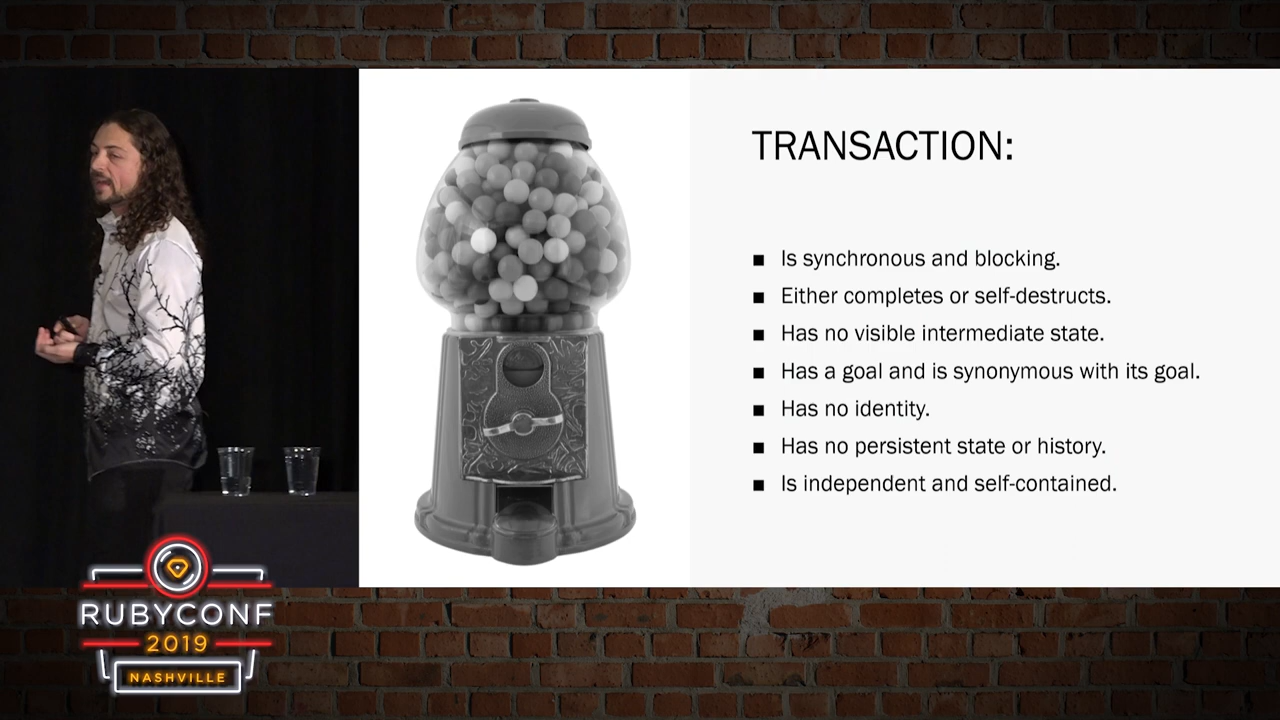 TRANSACTION:
Is synchronous and blocking.
Either completes or self-destructs.
Has no visible intermediate state.
Has a goal and is synonymous with its goal.
Has no identity.
Has no persistent state or history.
Is independent and self-contained.
RUBYCONF
2019
NASHVILLE